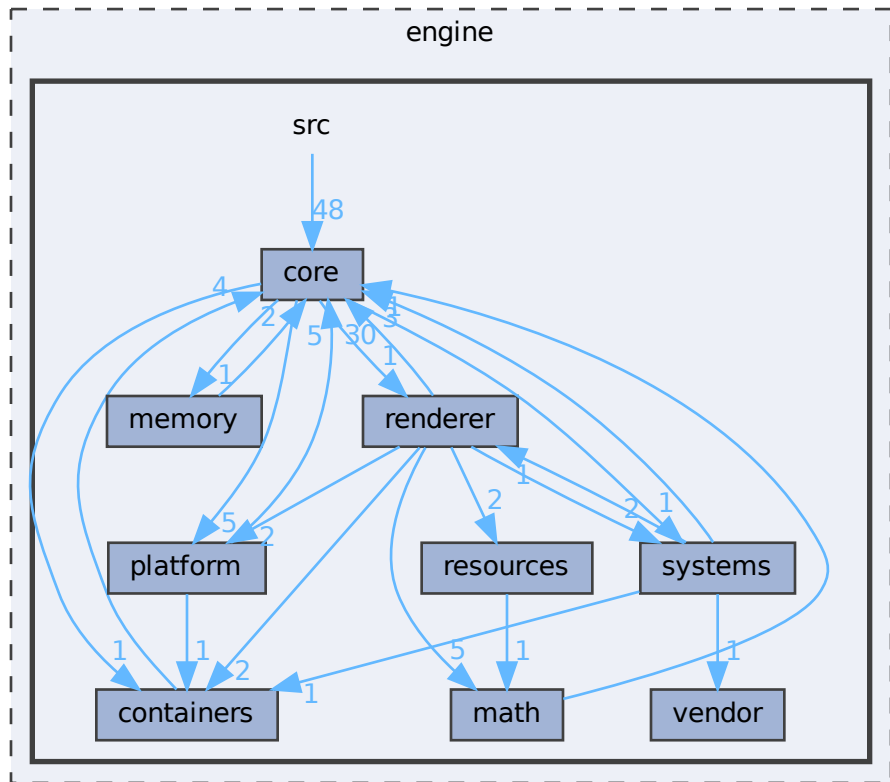 engine
src
48
core
4
2
5
30
1
3
1
1
memory
renderer
1
2
2
1
5
2
platform
resources
systems
1
1
2
1
5
1
1
containers
math
vendor